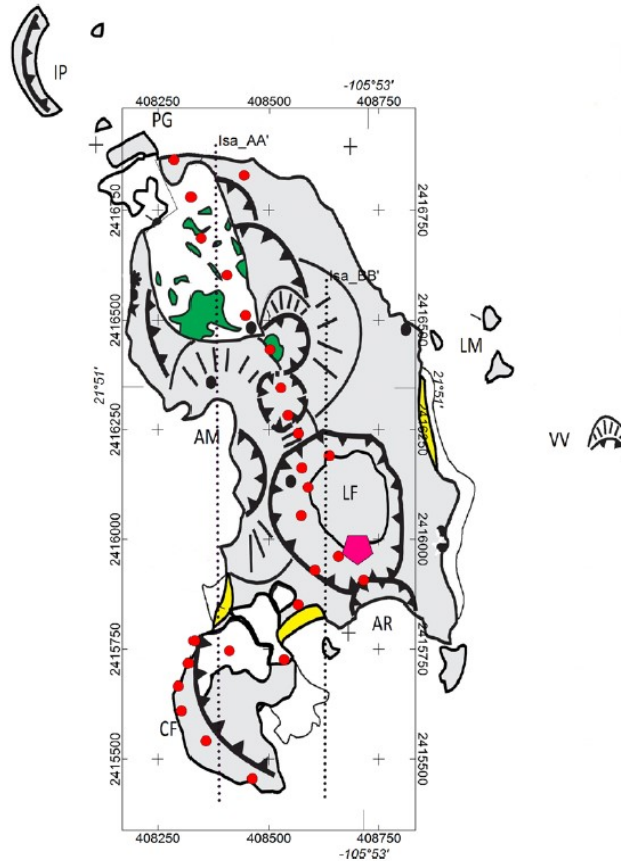 -105°53'
408250 408500 408750
IP
PG
Isa_AA'
2416750 2416750
Isa_BB'
2416500 2416500
LM
21°51' 21°51'
2416250 AM 2416250 VV
LF
2416000 2416000
AR
2415750 2415750
CF
2415500 2415500
408250 408500 408750
-105°53'